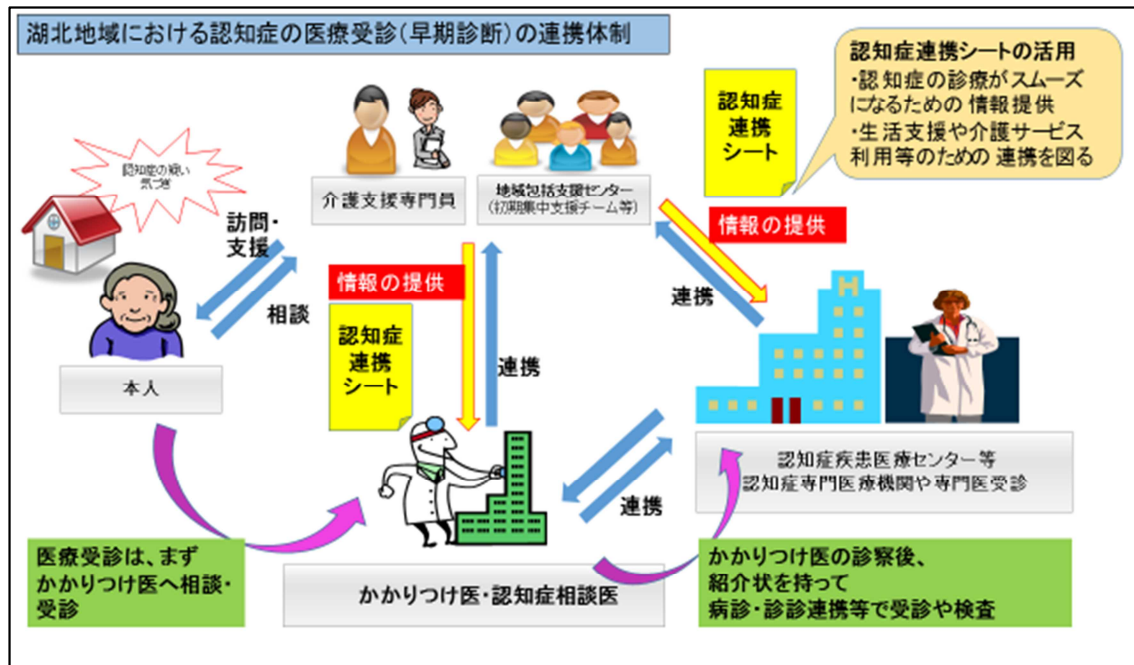 湖北地域における認知症の医療受診(早期診断)の連携体制
認知症連携シートの活用
・認知症の診療がスムーズ
になるための 情報提供
・生活支援や介護サービス
利用等のための 連携を図る
認知症
連携
シート
認知症の疑い
気づき
介護支援専門員
地域包括支援センター
(初期集中支援チーム等)
訪問・
支援
情報の提供
情報の提供
相談
連携
認知症
連携
シート
連携
本人
認知症疾患医療センター等
認知症専門医療機関や専門医受診
連携
医療受診は、まず
かかりつけ医へ相談・
受診
かかりつけ医・認知症相談医
かかりつけ医の診察後、
紹介状を持って
病診・診診連携等で受診や検査
H